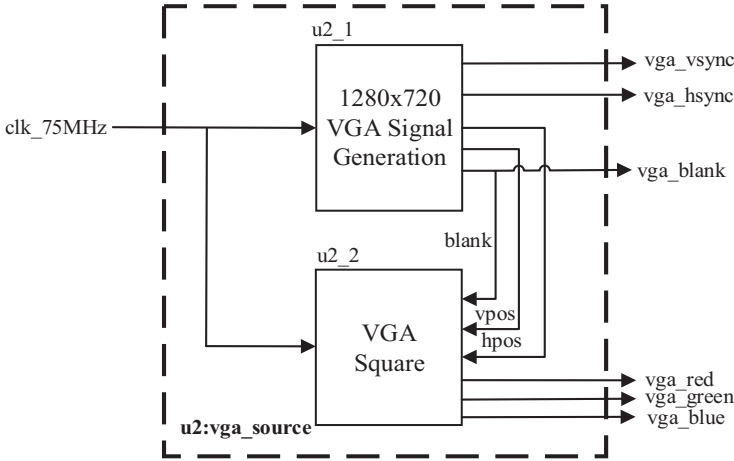 u2_1
vga_vsync
1280x720
vga_hsync
VGA Signal
clk_75MHz
Generation
vga_blank
blank
u2_2
vpos
VGA
hpos
Square
vga_red
vga_green
vga_blue
u2:vga_source